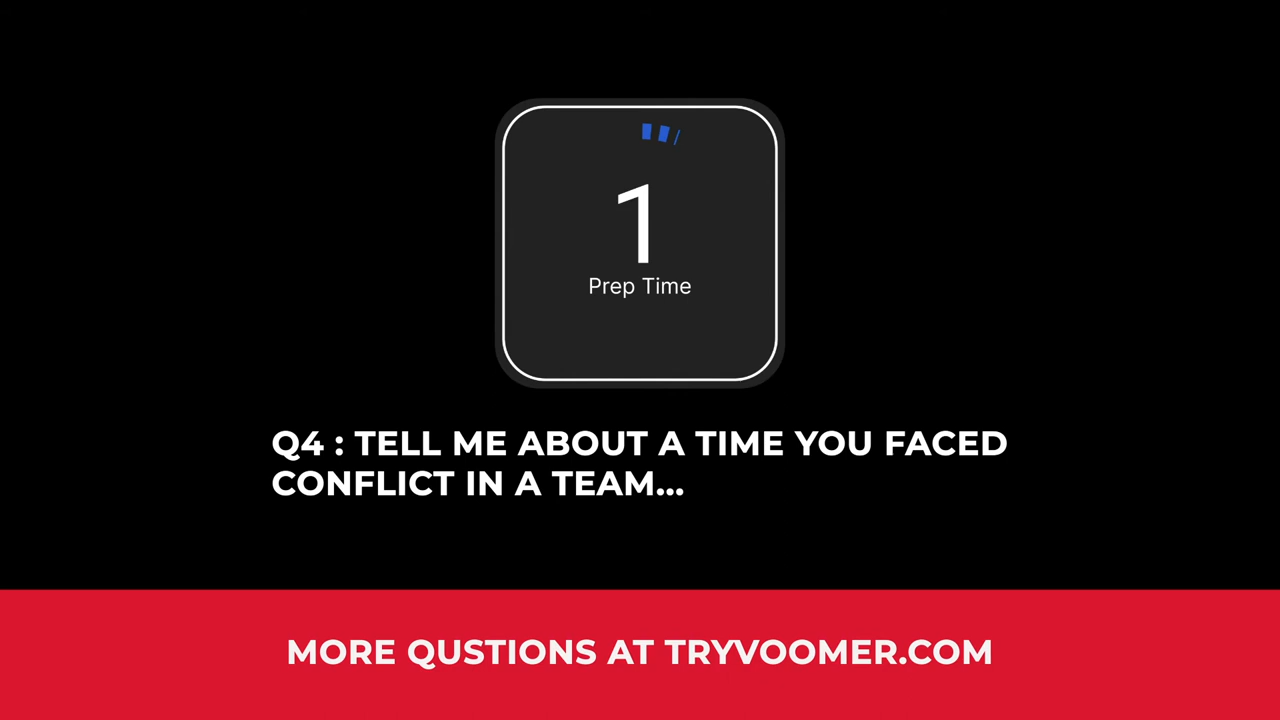 1
Prep Time
Q4 : TELL ME ABOUT A TIME YOU FACED
CONFLICT IN A TEAM...
MORE QUSTIONS AT TRYVOOMER.COM